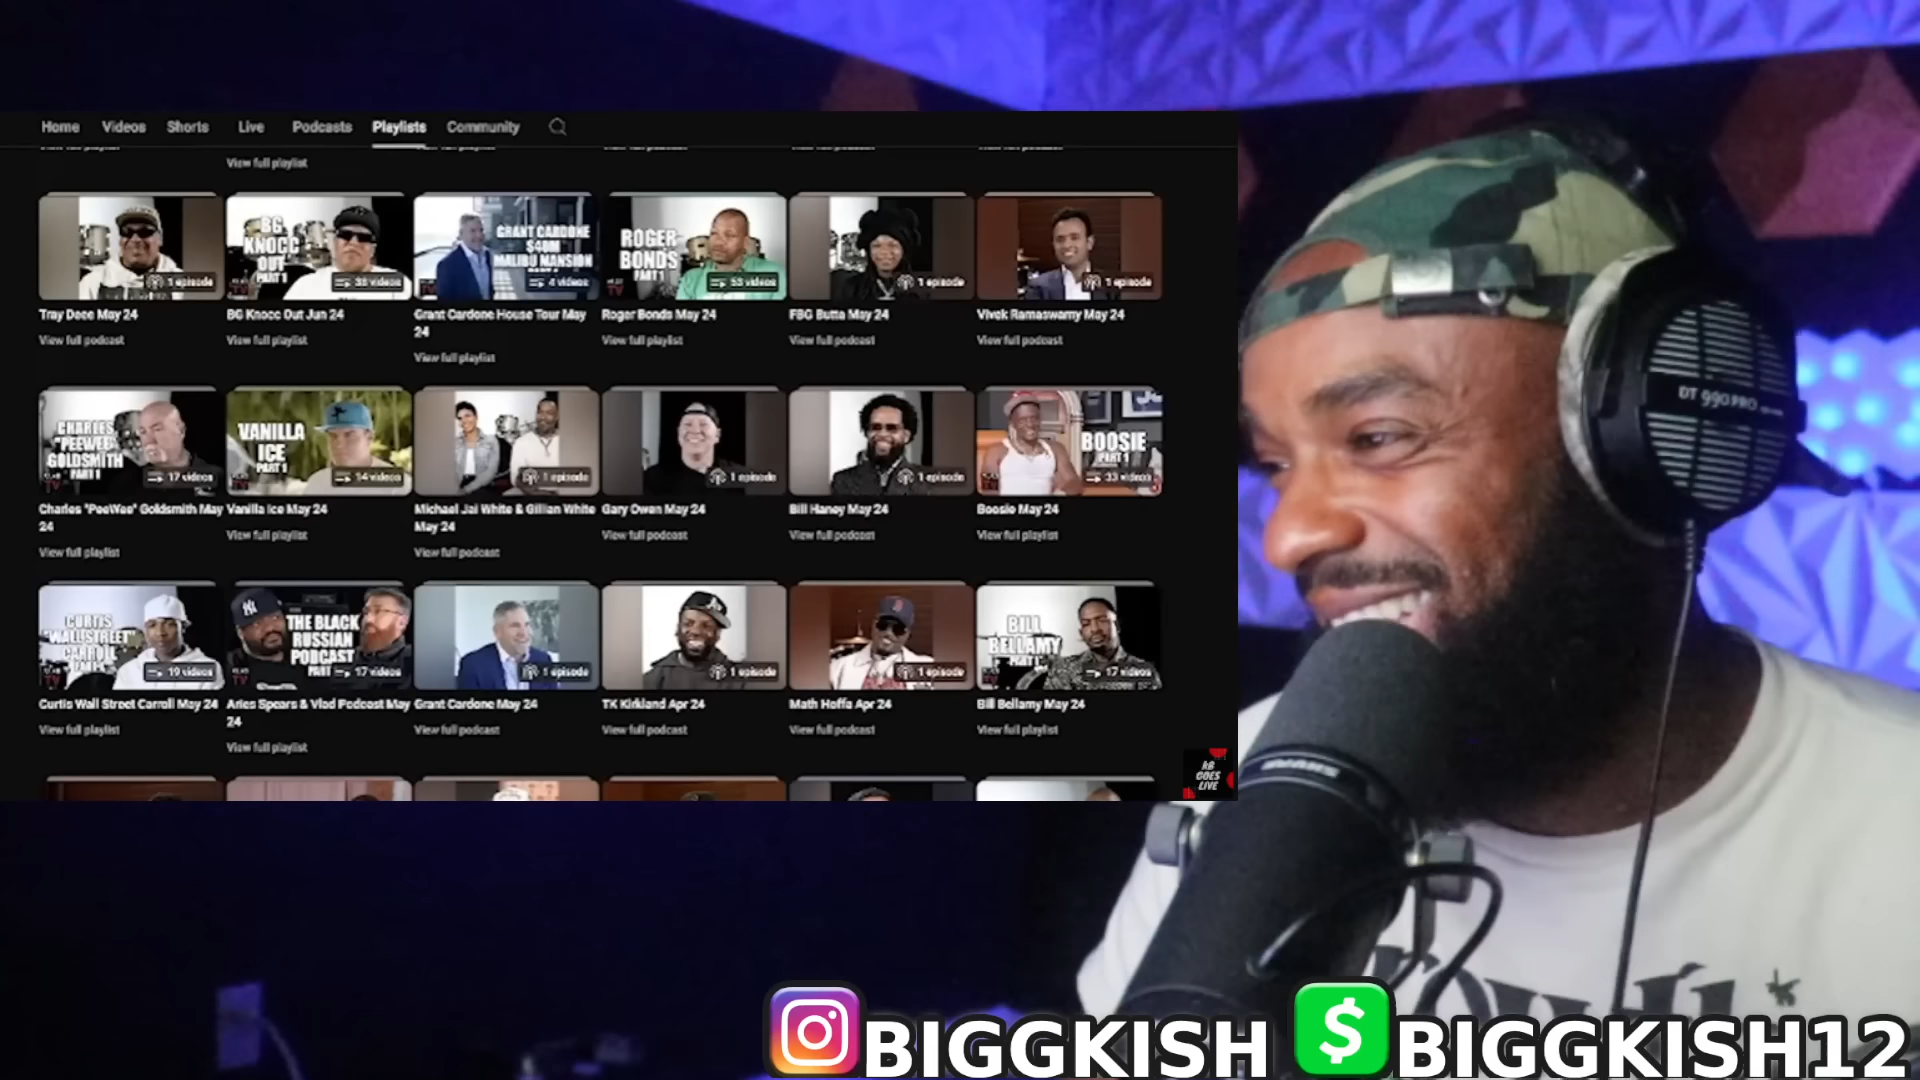 Home Videos Shorts Live Podcasts Playlists Community
View full playlist
BG
KNOCC
OUT
PART 1
GRANT CARDONE
$40M
MALIBU MANSION
ROGER
BONDS
PART 1
1 episode
38 videos
4 videos
53 videos
1 episode
1 episode
Tray Deee May 24
BG Knocc Out Jun 24
Grant Cardone House Tour May
24
Roger Bonds May 24
FBG Butta May 24
Vivek Ramaswamy May 24
View full podcast
View full playlist
View full playlist
View full playlist
View full podcast
View full podcast
CHARLES
"PEEWEE"
GOLDSMITH
PART 1
VANILLA
ICE
PART 1
BOOSIE
PART 1
17 videos
14 videos
1 episode
1 episode
1 episode
33 videos
Charles "PeeWee" Goldsmith May
24
Vanilla Ice May 24
Michael Jai White & Gillian White
May 24
Gary Owen May 24
Bill Haney May 24
Boosie May 24
View full playlist
View full playlist
View full podcast
View full podcast
View full podcast
View full playlist
CURTIS
"WALLSTREET"
CARROLL
THE BLACK
RUSSIAN
PODCAST
PART 1
BILL
BELLAMY
PART 1
19 videos
17 videos
1 episode
1 episode
1 episode
17 videos
Curtis Wall Street Carroll May 24
Aries Spears & Vlad Podcast May
24
Grant Cardone May 24
TK Kirkland Apr 24
Math Hoffa Apr 24
Bill Bellamy May 24
View full playlist
View full playlist
View full podcast
View full podcast
View full podcast
View full playlist
KB
GOES
LIVE
DT 990 PRO
BIGGKISH
$
BIGGKISH12